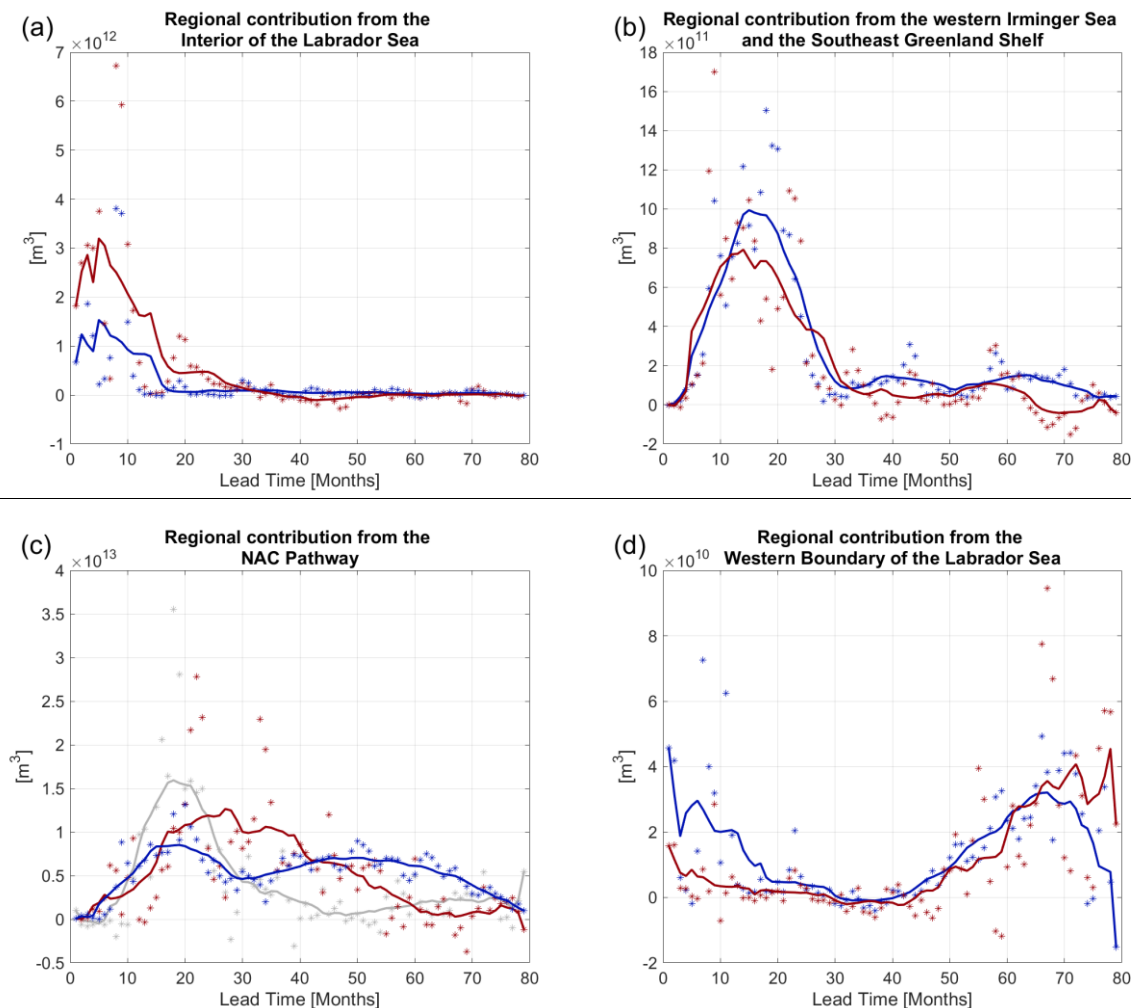 (a)
Regional contribution from the
Interior of the Labrador Sea
×10^12
7
6
5
4
3
2
1
0
-1
[m³]
0 10 20 30 40 50 60 70 80
Lead Time [Months]
(b)
Regional contribution from the western Irminger Sea
and the Southeast Greenland Shelf
×10^11
18
16
14
12
10
8
6
4
2
0
-2
[m³]
0 10 20 30 40 50 60 70 80
Lead Time [Months]
(c)
Regional contribution from the
NAC Pathway
×10^13
4
3.5
3
2.5
2
1.5
1
0.5
0
-0.5
[m³]
0 10 20 30 40 50 60 70 80
Lead Time [Months]
(d)
Regional contribution from the
Western Boundary of the Labrador Sea
×10^10
10
8
6
4
2
0
-2
[m³]
0 10 20 30 40 50 60 70 80
Lead Time [Months]